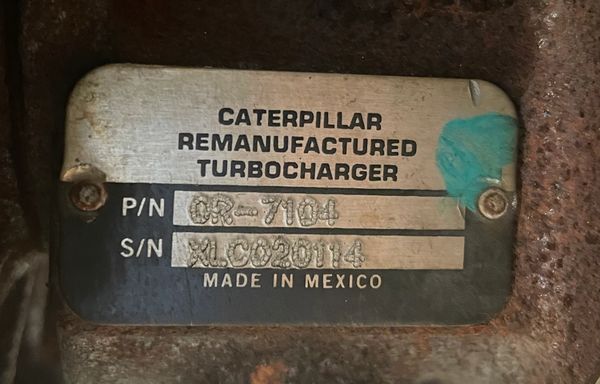 CATERPILLAR
REMANUFACTURED
TURBOCHARGER
P/N 0R-7104
S/N XLC020114
MADE IN MEXICO